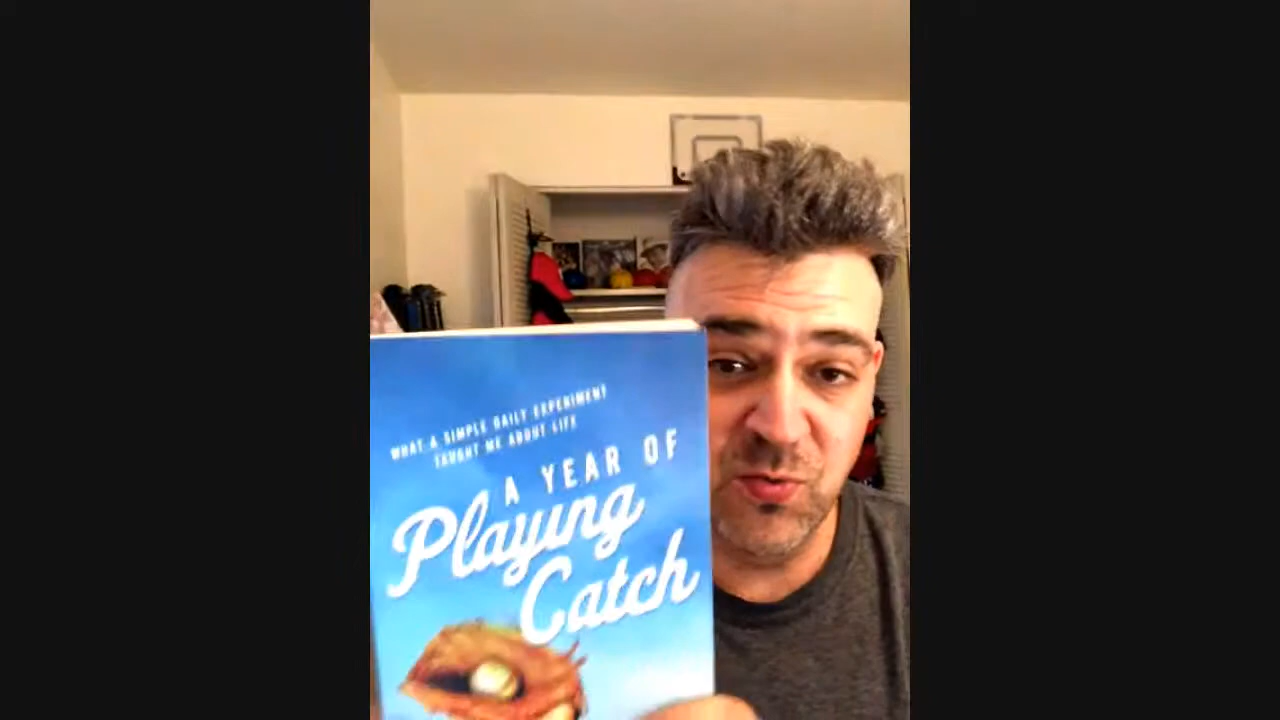 WHAT A SIMPLE DAILY EXPERIMENT
TAUGHT ME ABOUT LIFE
A YEAR OF
Playing
Catch